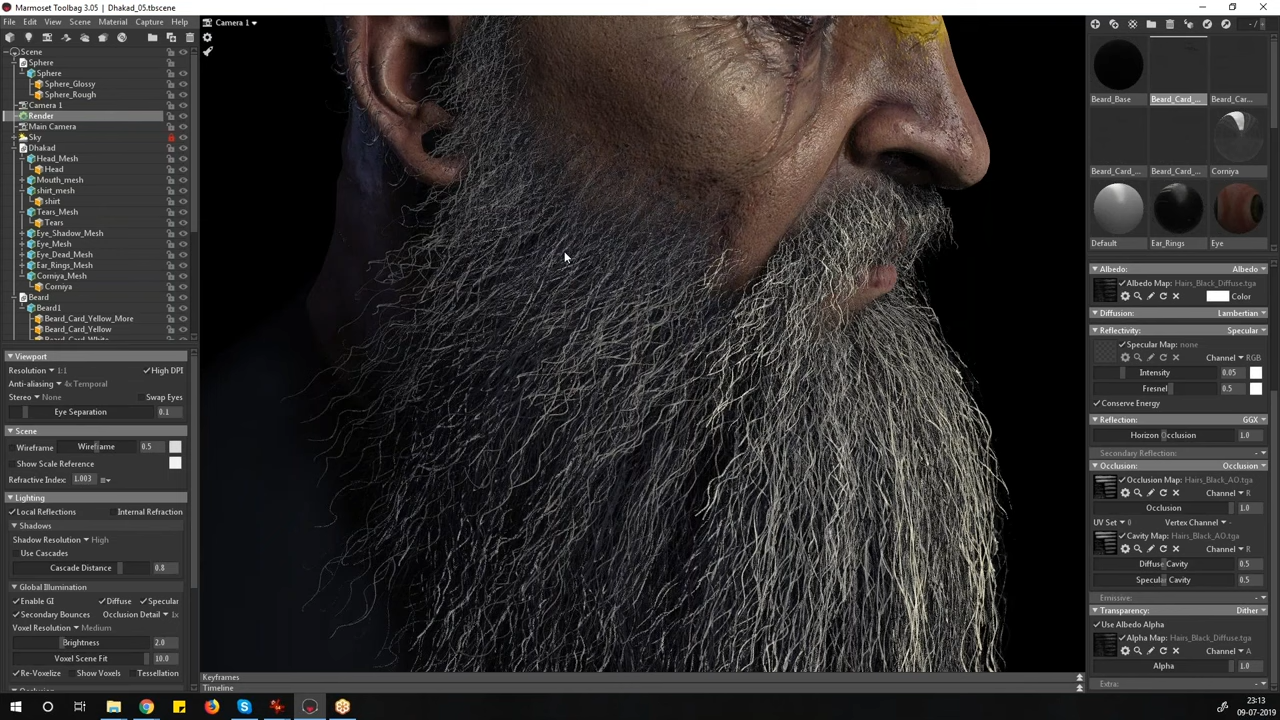 Marmoset Toolbag 3.05 | Dhakad_05.tbscene
File Edit View Scene Material Capture Help
Camera 1
Scene
Sphere
Sphere
Sphere_Glossy
Sphere_Rough
Camera 1
Render
Main Camera
Sky
Dhakad
Head_Mesh
Head
Mouth_mesh
shirt_mesh
shirt
Tears_Mesh
Tears
Eye_Shadow_Mesh
Eye_Mesh
Eye_Dead_Mesh
Ear_Rings_Mesh
Corniya_Mesh
Corniya
Beard
Beard1
Beard_Card_Yellow_More
Beard_Card_Yellow
Viewport
Resolution 1:1 High DPI
Anti-aliasing 4x Temporal
Stereo None Swap Eyes
Eye Separation 0.1
Scene
Wireframe Wireframe 0.5
Show Scale Reference
Refractive Index: 1.003
Lighting
Local Reflections Internal Refraction
Shadows
Shadow Resolution High
Use Cascades
Cascade Distance 0.8
Global Illumination
Enable GI Diffuse Specular
Secondary Bounces Occlusion Detail 1x
Voxel Resolution Medium
Brightness 2.0
Voxel Scene Fit 10.0
Re-Voxelize Show Voxels Tessellation
Keyframes
Timeline
Beard_Base Beard_Card_... Beard_Car...
Beard_Card_... Beard_Card_... Corniya
Default Ear_Rings Eye
Albedo: Albedo
Albedo Map: Hairs_Black_Diffuse.tga
Color
Diffusion: Lambertian
Reflectivity: Specular
Specular Map: none
Channel RGB
Intensity 0.05
Fresnel 0.5
Conserve Energy
Reflection: GGX
Horizon Occlusion 1.0
Secondary Reflection: -
Occlusion: Occlusion
Occlusion Map: Hairs_Black_AO.tga
Channel R
Occlusion 1.0
UV Set 0 Vertex Channel -
Cavity Map: Hairs_Black_AO.tga
Channel R
Diffuse Cavity 0.5
Specular Cavity 0.5
Emissive: -
Transparency: Dither
Use Albedo Alpha
Alpha Map: Hairs_Black_Diffuse.tga
Channel A
Alpha 1.0
Extra: -
23:13
09-07-2019